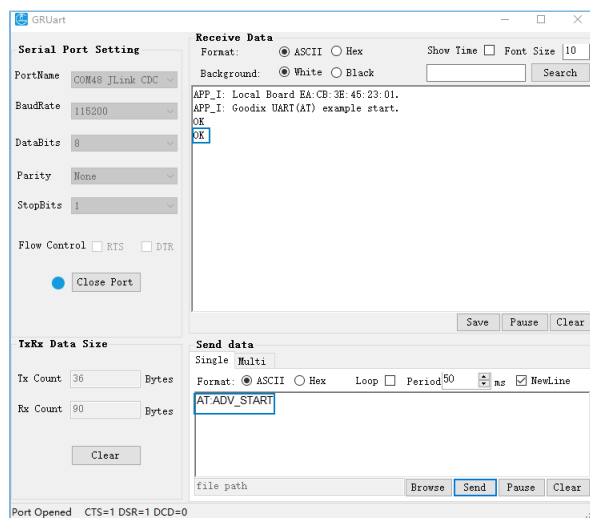 GRUart
Serial Port Setting
PortName COM48 JLink CDC
BaudRate 115200
DataBits 8
Parity None
StopBits 1
Flow Control RTS DTR
Close Port
Receive Data
Format: ASCII Hex Show Time Font Size 10
Background: White Black Search
APP_I: Local Board EA:CB:3E:45:23:01.
APP_I: Goodix UART(AT) example start.
OK
OK
Save Pause Clear
TxRx Data Size
Tx Count 36 Bytes
Rx Count 90 Bytes
Clear
Send data
Single Multi
Format: ASCII Hex Loop Period 50 ms NewLine
AT:ADV_START
file path Browse Send Pause Clear
Port Opened CTS=1 DSR=1 DCD=0